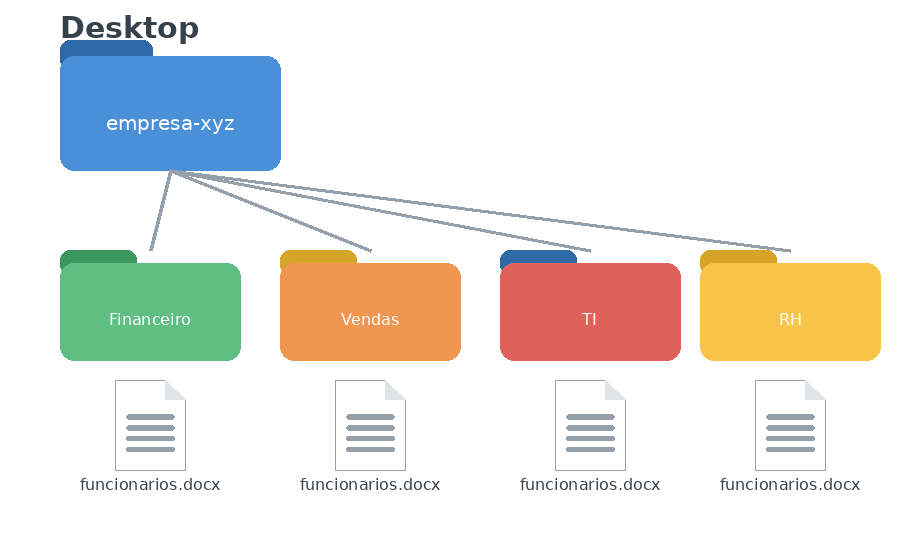 Desktop
empresa-xyz
Financeiro
Vendas
TI
RH
funcionarios.docx
funcionarios.docx
funcionarios.docx
funcionarios.docx